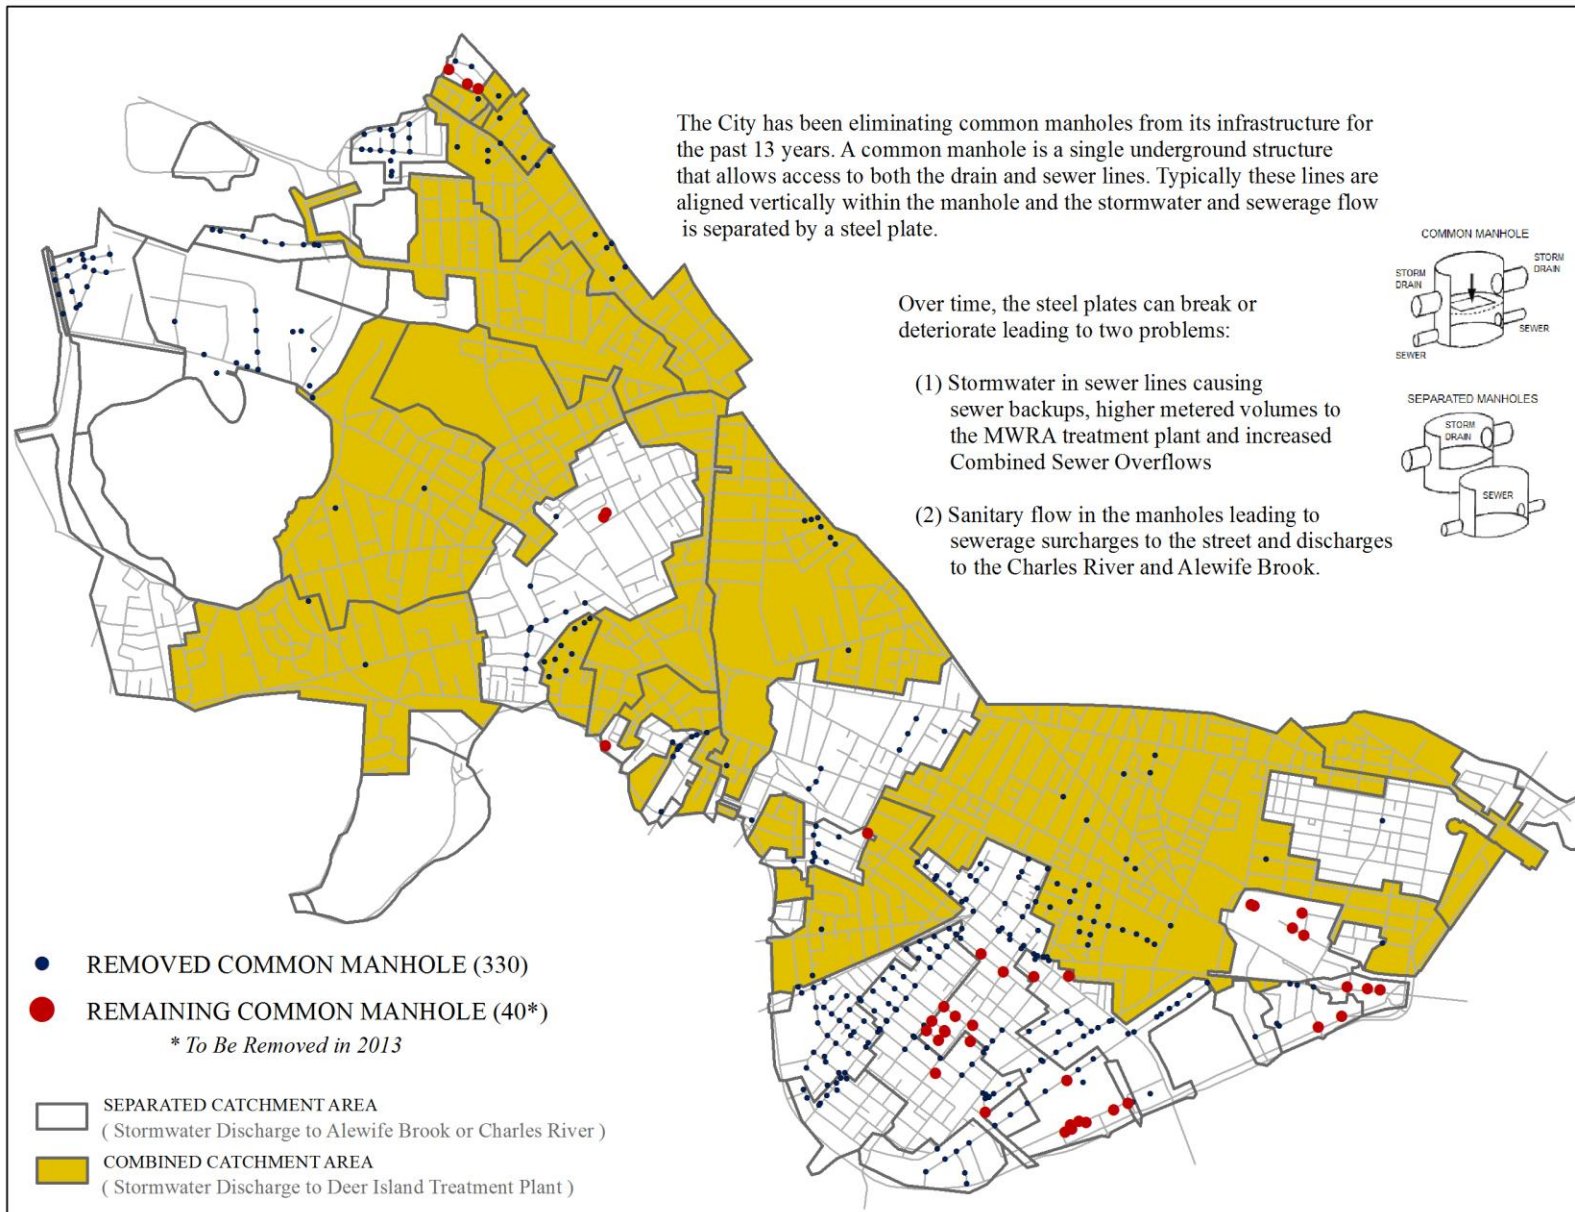 The City has been eliminating common manholes from its infrastructure for
the past 13 years. A common manhole is a single underground structure
that allows access to both the drain and sewer lines. Typically these lines are
aligned vertically within the manhole and the stormwater and sewerage flow
is separated by a steel plate.
COMMON MANHOLE
STORM
DRAIN
STORM
DRAIN
SEWER
SEWER
Over time, the steel plates can break or
deteriorate leading to two problems:
(1) Stormwater in sewer lines causing
sewer backups, higher metered volumes to
the MWRA treatment plant and increased
Combined Sewer Overflows
SEPARATED MANHOLES
STORM
DRAIN
SEWER
(2) Sanitary flow in the manholes leading to
sewerage surcharges to the street and discharges
to the Charles River and Alewife Brook.
REMOVED COMMON MANHOLE (330)
REMAINING COMMON MANHOLE (40*)
* To Be Removed in 2013
SEPARATED CATCHMENT AREA
( Stormwater Discharge to Alewife Brook or Charles River )
COMBINED CATCHMENT AREA
( Stormwater Discharge to Deer Island Treatment Plant )